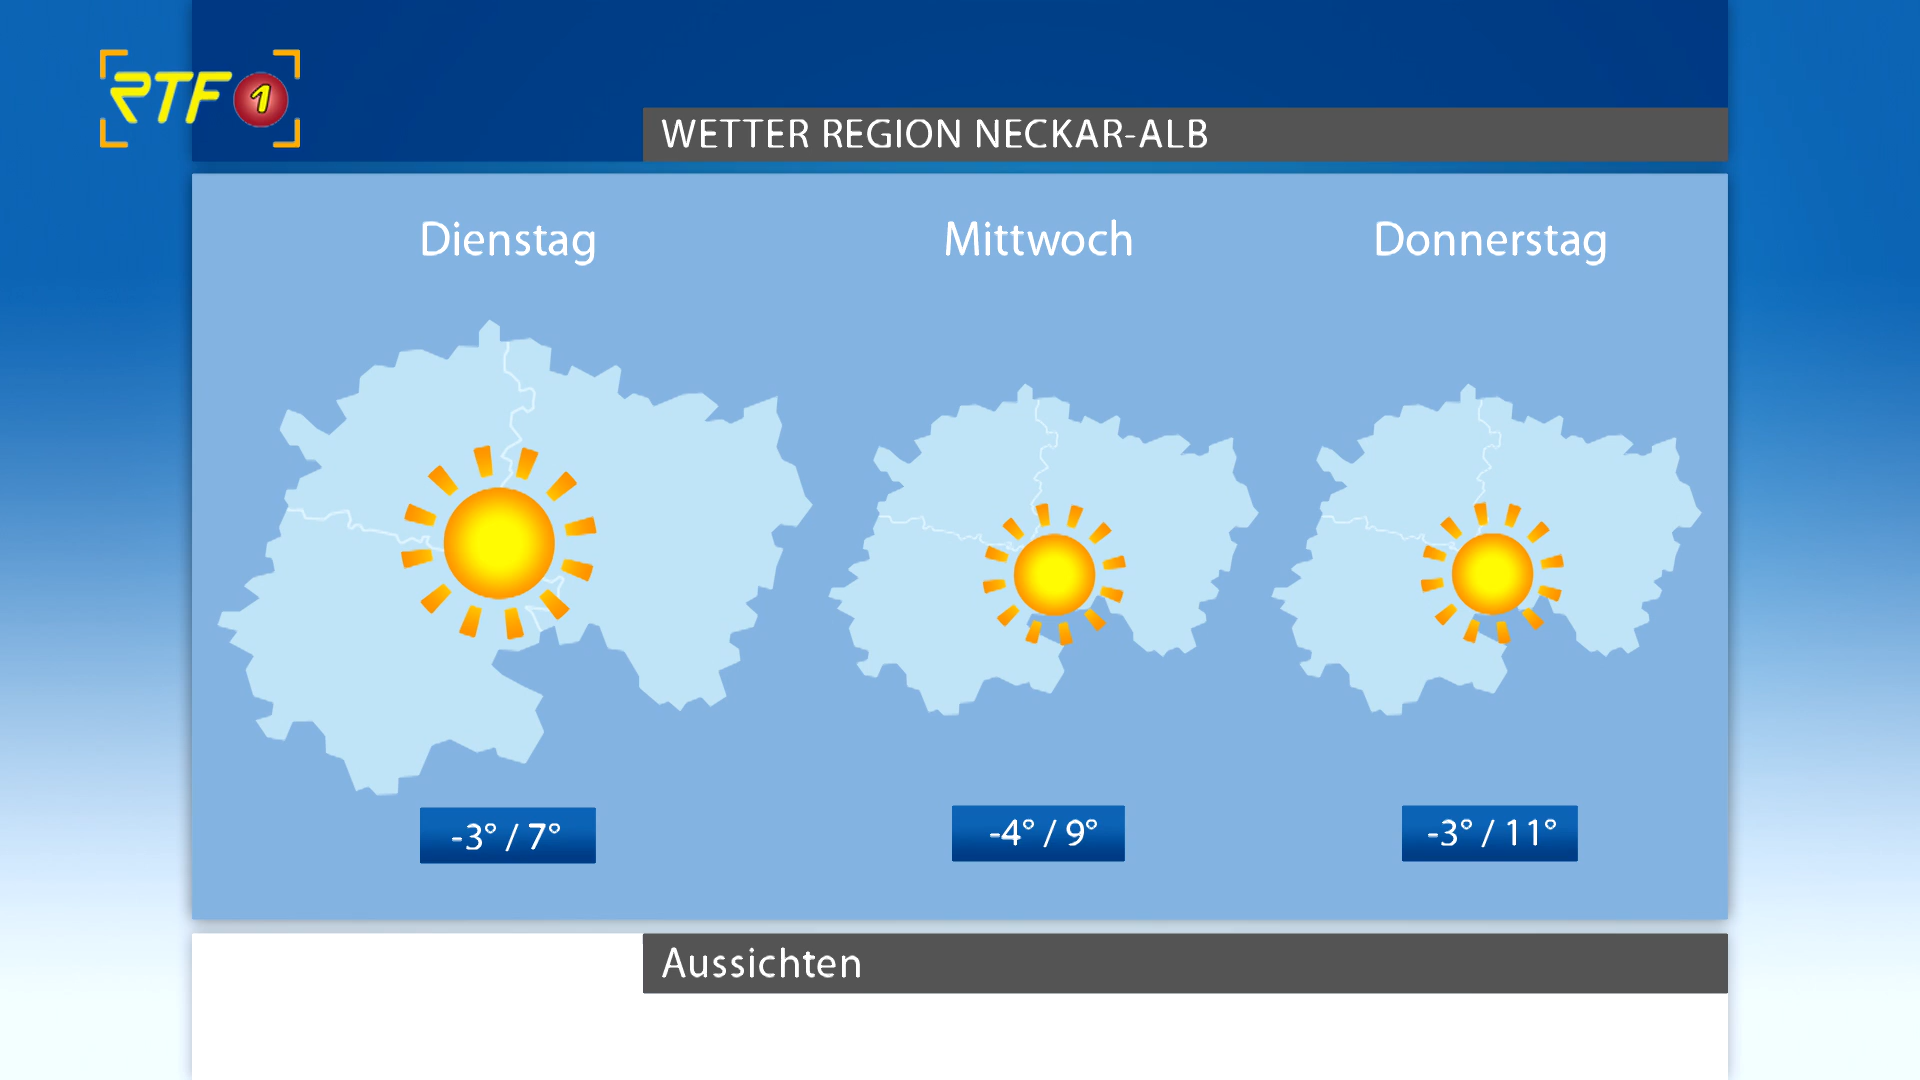 RTF 1
WETTER REGION NECKAR-ALB
Dienstag
Mittwoch
Donnerstag
-3° / 7°
-4° / 9°
-3° / 11°
Aussichten